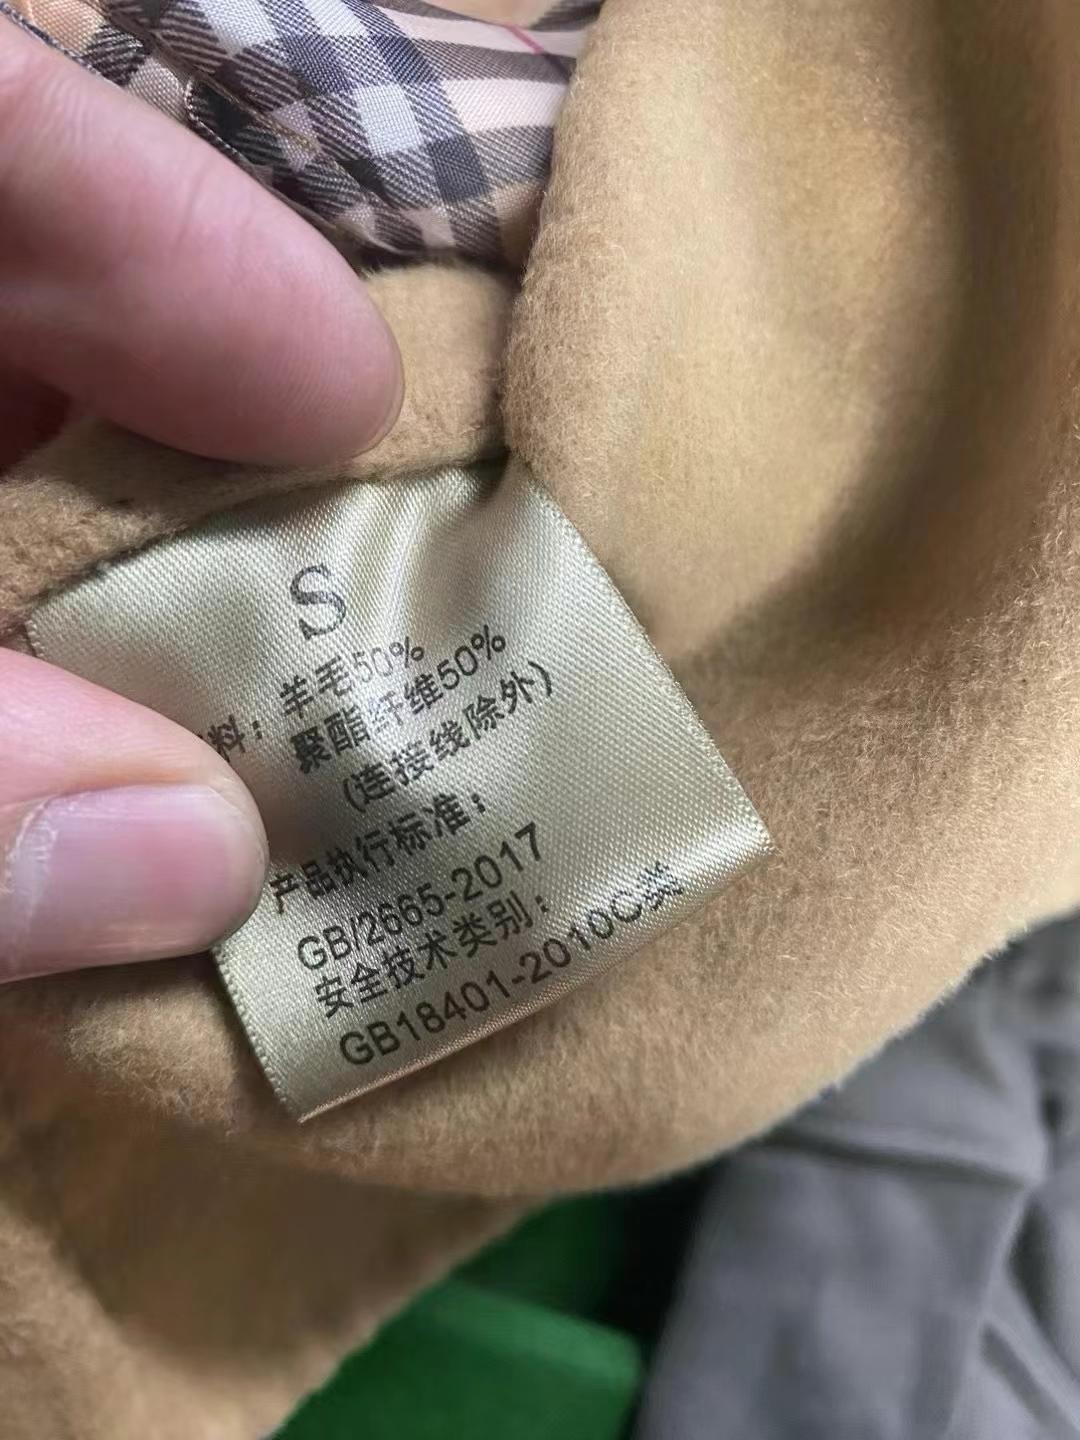 S
料：羊毛50%
聚酯纤维50%
(连接线除外)
产品执行标准：
GB/2665-2017
安全技术类别：
GB18401-2010C类